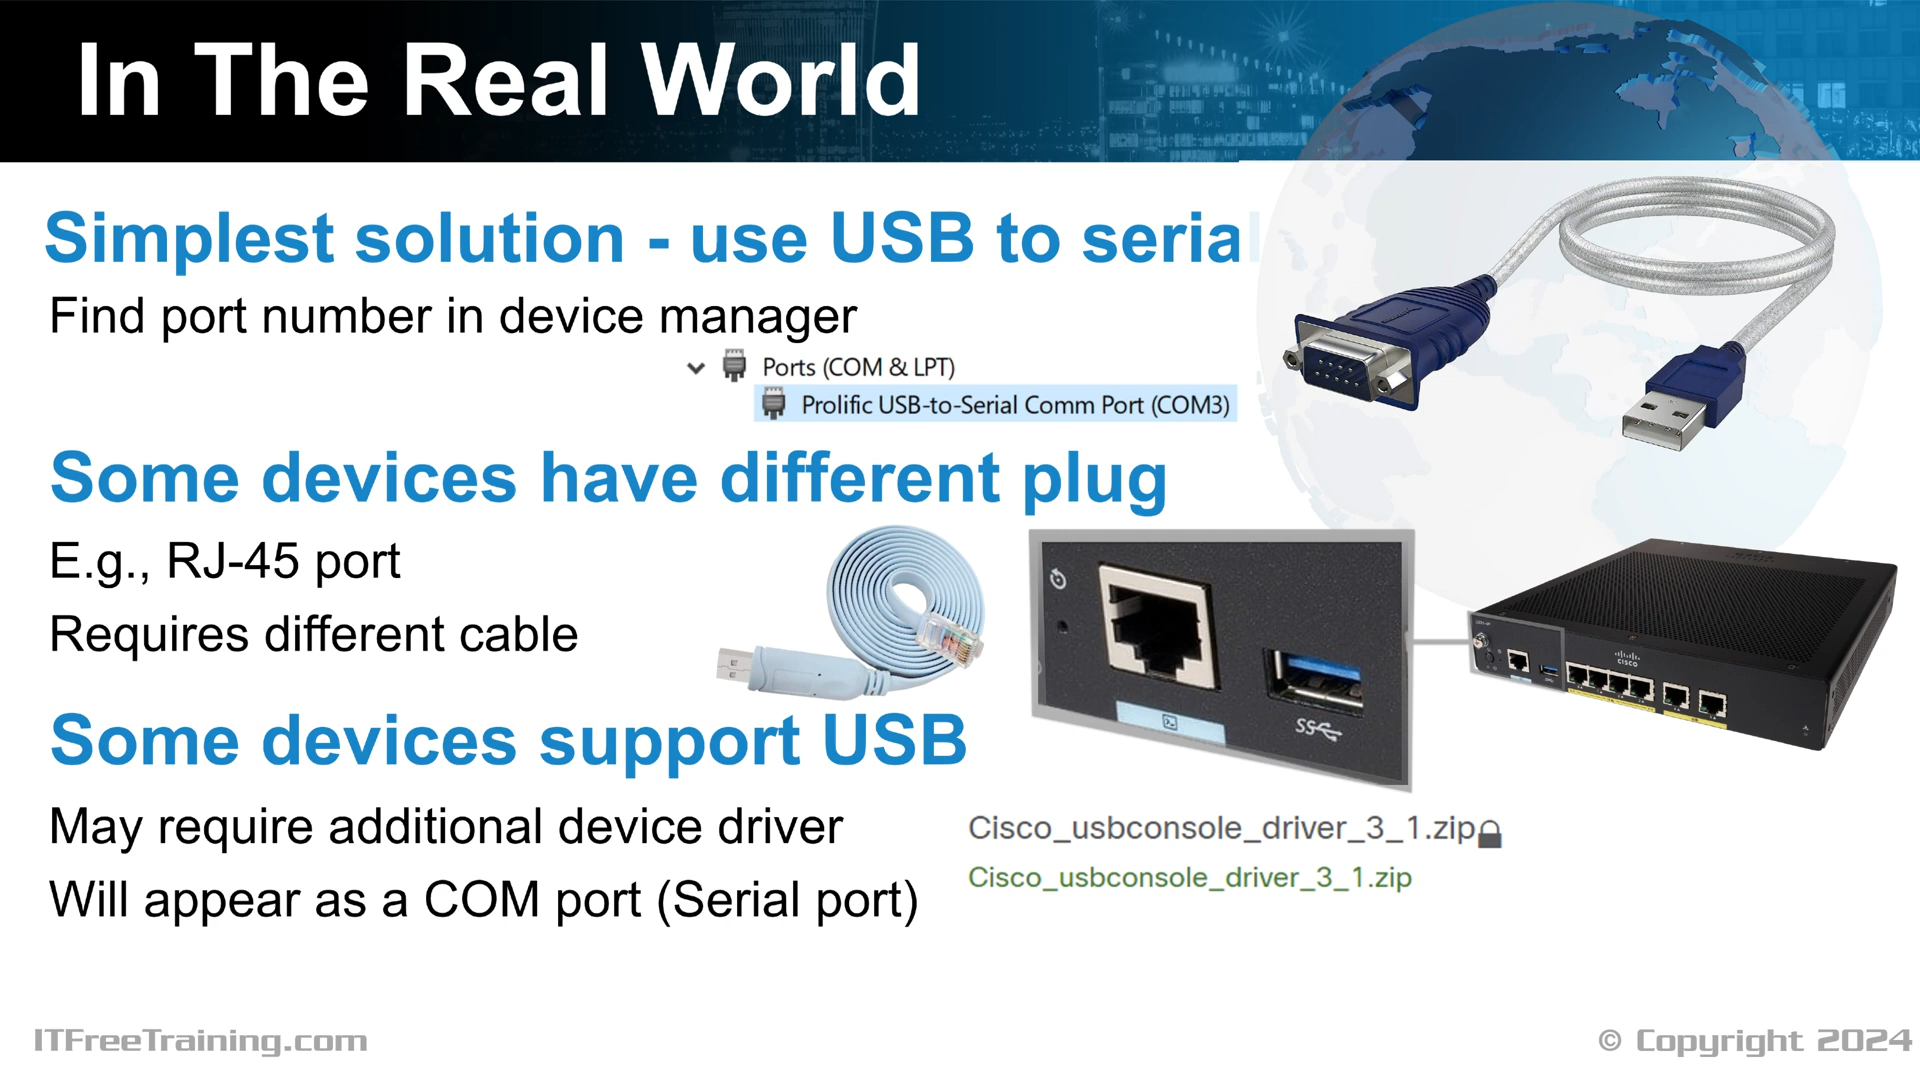 In The Real World
Simplest solution - use USB to serial
Find port number in device manager
Ports (COM & LPT)
Prolific USB-to-Serial Comm Port (COM3)
Some devices have different plug
E.g., RJ-45 port
Requires different cable
Some devices support USB
May require additional device driver
Will appear as a COM port (Serial port)
SS
CISCO
Cisco_usbconsole_driver_3_1.zip
Cisco_usbconsole_driver_3_1.zip
ITFreeTraining.com
© Copyright 2024